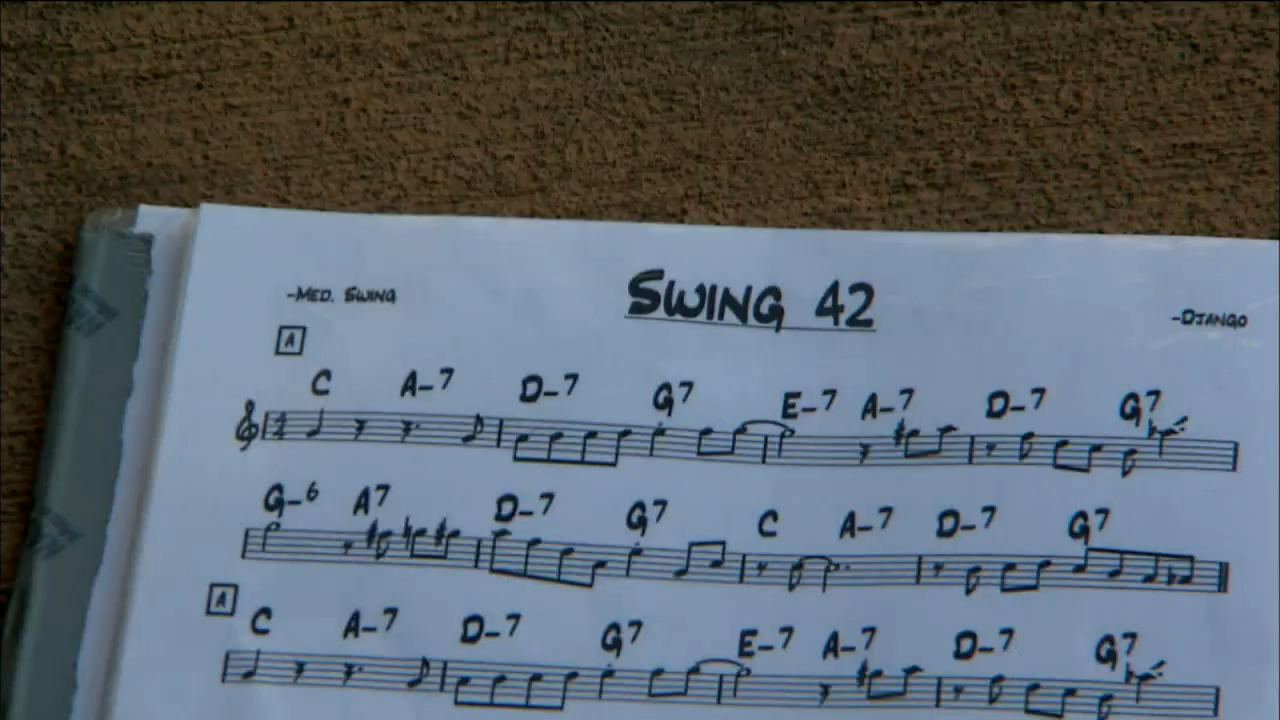 SWING 42
-MED. SWING
-DJANGO
A
C A-7 D-7 G7 E-7 A-7 D-7 G7
G-6 A7 D-7 G7 C A-7 D-7 G7
A
C A-7 D-7 G7 E-7 A-7 D-7 G7